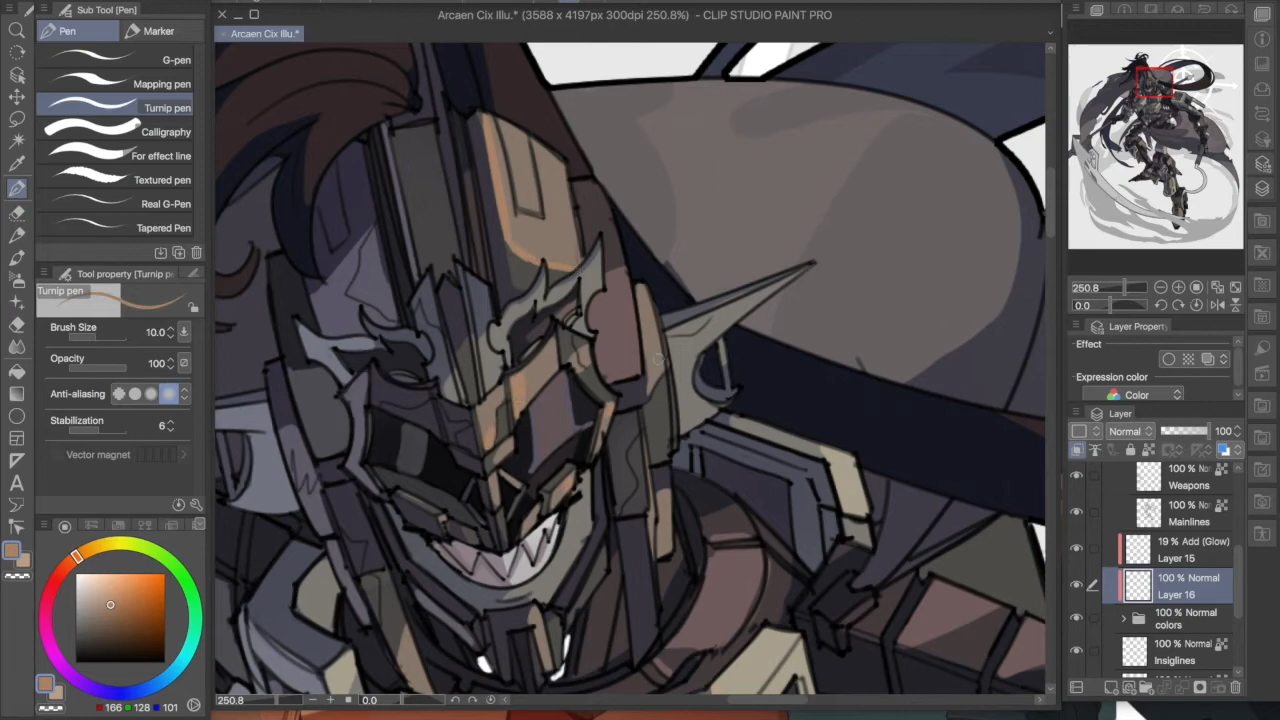 Sub Tool [Pen]
Arcaen Cix Illu.* (3588 x 4197px 300dpi 250.8%) - CLIP STUDIO PAINT PRO
Pen
Marker
Arcaen Cix Illu.*
G-pen
Mapping pen
Turnip pen
Calligraphy
For effect line
Textured pen
Real G-Pen
Tapered Pen
Tool property [Turnip pe
Turnip pen
Brush Size
10.0
Opacity
100
Anti-aliasing
Stabilization
6
Vector magnet
166
128
101
250.8
0.0
250.8
0.0
Layer Propert
Effect
Expression color
Color
Layer
Normal
100
100 % Nor
Weapons
100 % Nor
Mainlines
19 % Add (Glow)
Layer 15
100 % Normal
Layer 16
100 % Normal
colors
100 % Normal
Insiglines